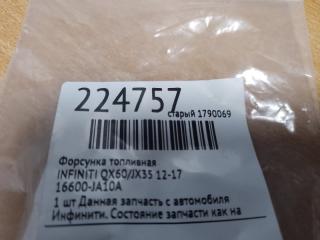 224757
старый 1790069
Форсунка топливная
INFINITI QX60/JX35 12-17
16600-JA10A
1 шт Данная запчасть с автомобиля
Инфинити. Состояние запчасти как на